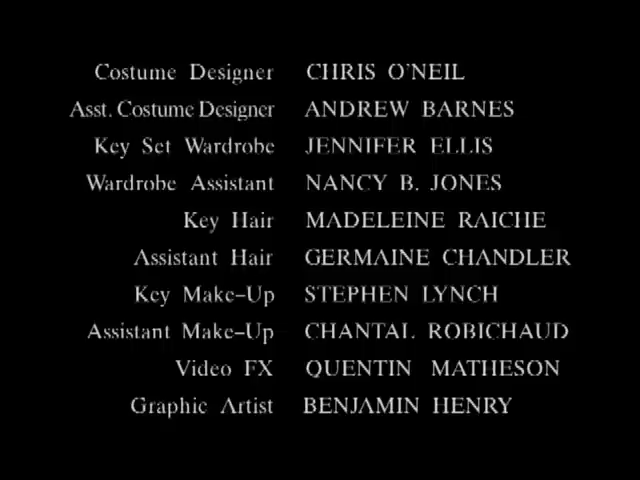 Costume Designer CHRIS O'NEIL
Asst. Costume Designer ANDREW BARNES
Key Set Wardrobe JENNIFER ELLIS
Wardrobe Assistant NANCY B. JONES
Key Hair MADELEINE RAICHE
Assistant Hair GERMAINE CHANDLER
Key Make-Up STEPHEN LYNCH
Assistant Make-Up CHANTAL ROBICHAUD
Video FX QUENTIN MATHESON
Graphic Artist BENJAMIN HENRY